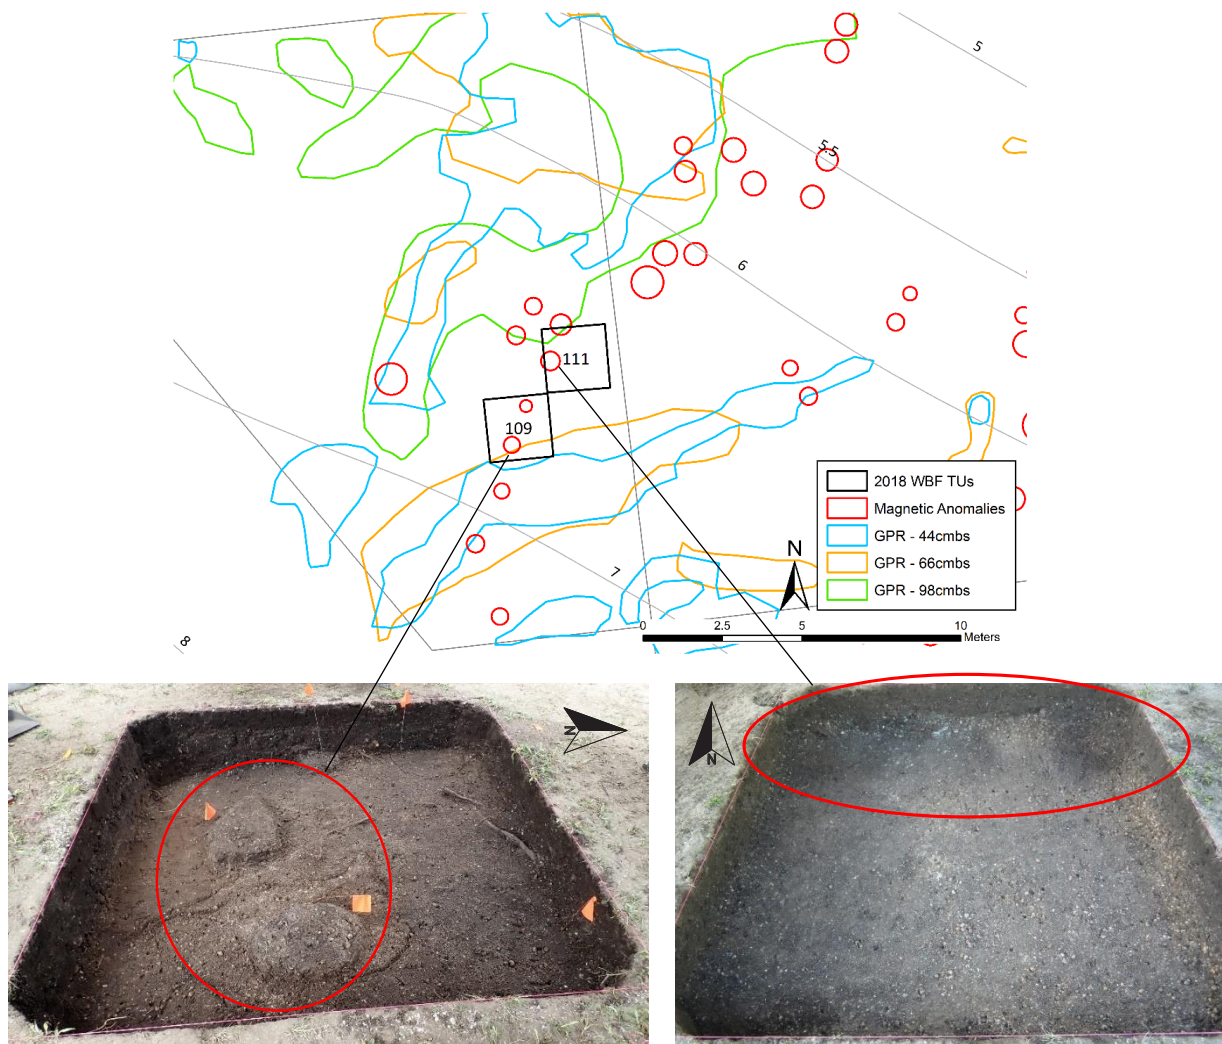 5
5.5
6
111
109
7
8
2018 WBF TUs
Magnetic Anomalies
GPR - 44cmbs
GPR - 66cmbs
GPR - 98cmbs
N
0 2.5 5 10
Meters
N
N